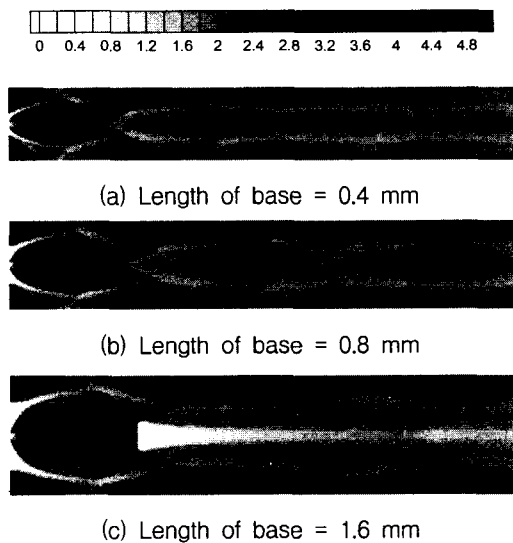 0 0.4 0.8 1.2 1.6 2 2.4 2.8 3.2 3.6 4 4.4 4.8
(a) Length of base = 0.4 mm
(b) Length of base = 0.8 mm
(c) Length of base = 1.6 mm